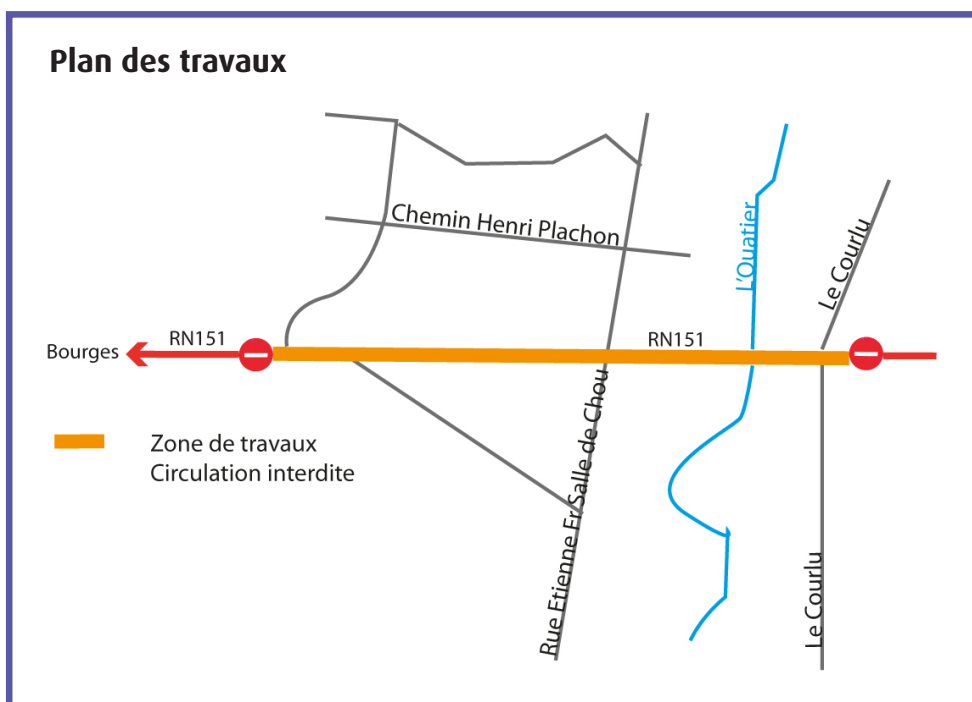 Plan des travaux
Chemin Henri Plachon
L'Ouatier
Le Courlu
RN151
RN151
Bourges
Rue Etienne Fr Salle de Chou
Zone de travaux
Circulation interdite
Le Courlu